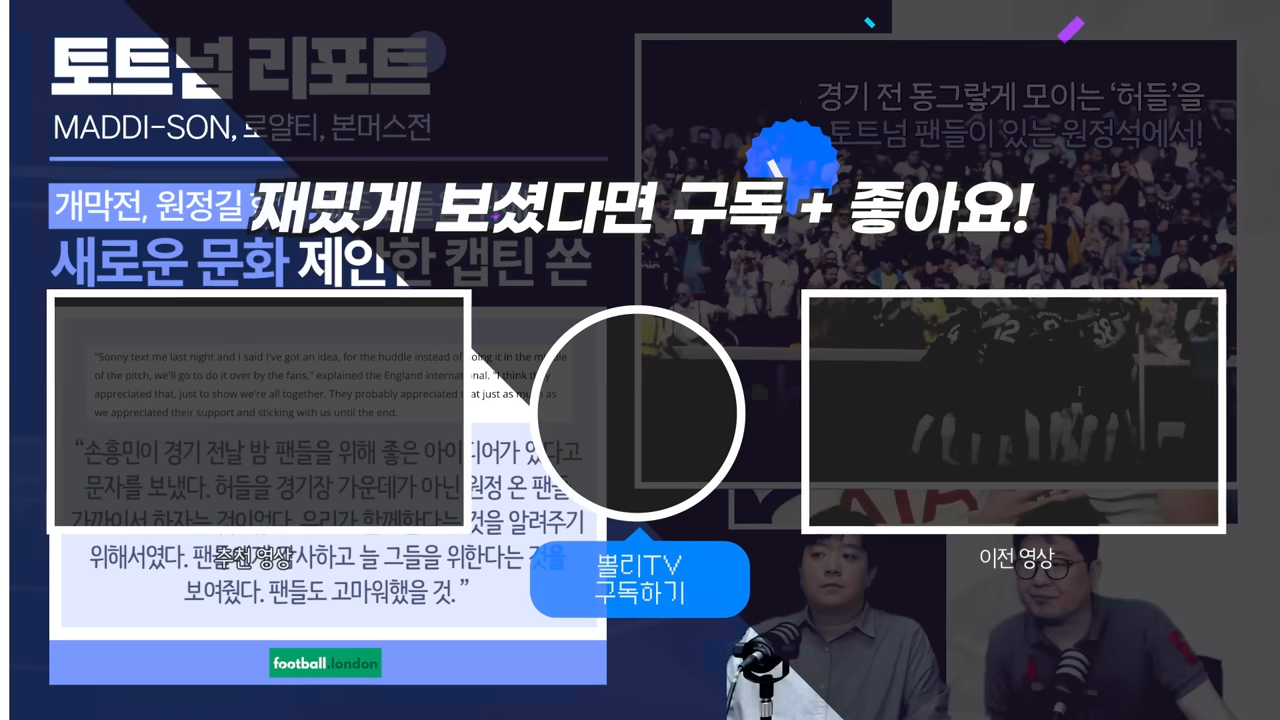 토트넘 리포트
MADDI-SON, 로얄티, 본머스전
경기 전 동그랗게 모이는 ‘허들’을
토트넘 팬들이 있는 원정석에서!
개막전, 원정길
재밌게 보셨다면 구독 + 좋아요!
새로운 문화 제안한 캡틴 쏜
“Sonny text me last night and I said i've got an idea, for the huddle instead of doing it in the middle
of the pitch, we'll go to do it over by the fans,” explained the England international. “I think they
appreciated that, just to show we're all together. They probably appreciated that just as much as
we appreciated their support and sticking with us until the end.
4 12 38
“손흥민이 경기 전날 밤 팬들을 위해 좋은 아이디어가 있다고
문자를 보냈다. 허들을 경기장 가운데가 아닌 원정 온 팬들
가까이서 하자는 것이었다. 우리가 함께한다는 것을 알려주기
위해서였다. 팬들에게 감사하고 늘 그들을 위한다는 것을
보여줬다. 팬들도 고마워했을 것.”
추천 영상
이전 영상
뿔리TV
구독하기
football.london